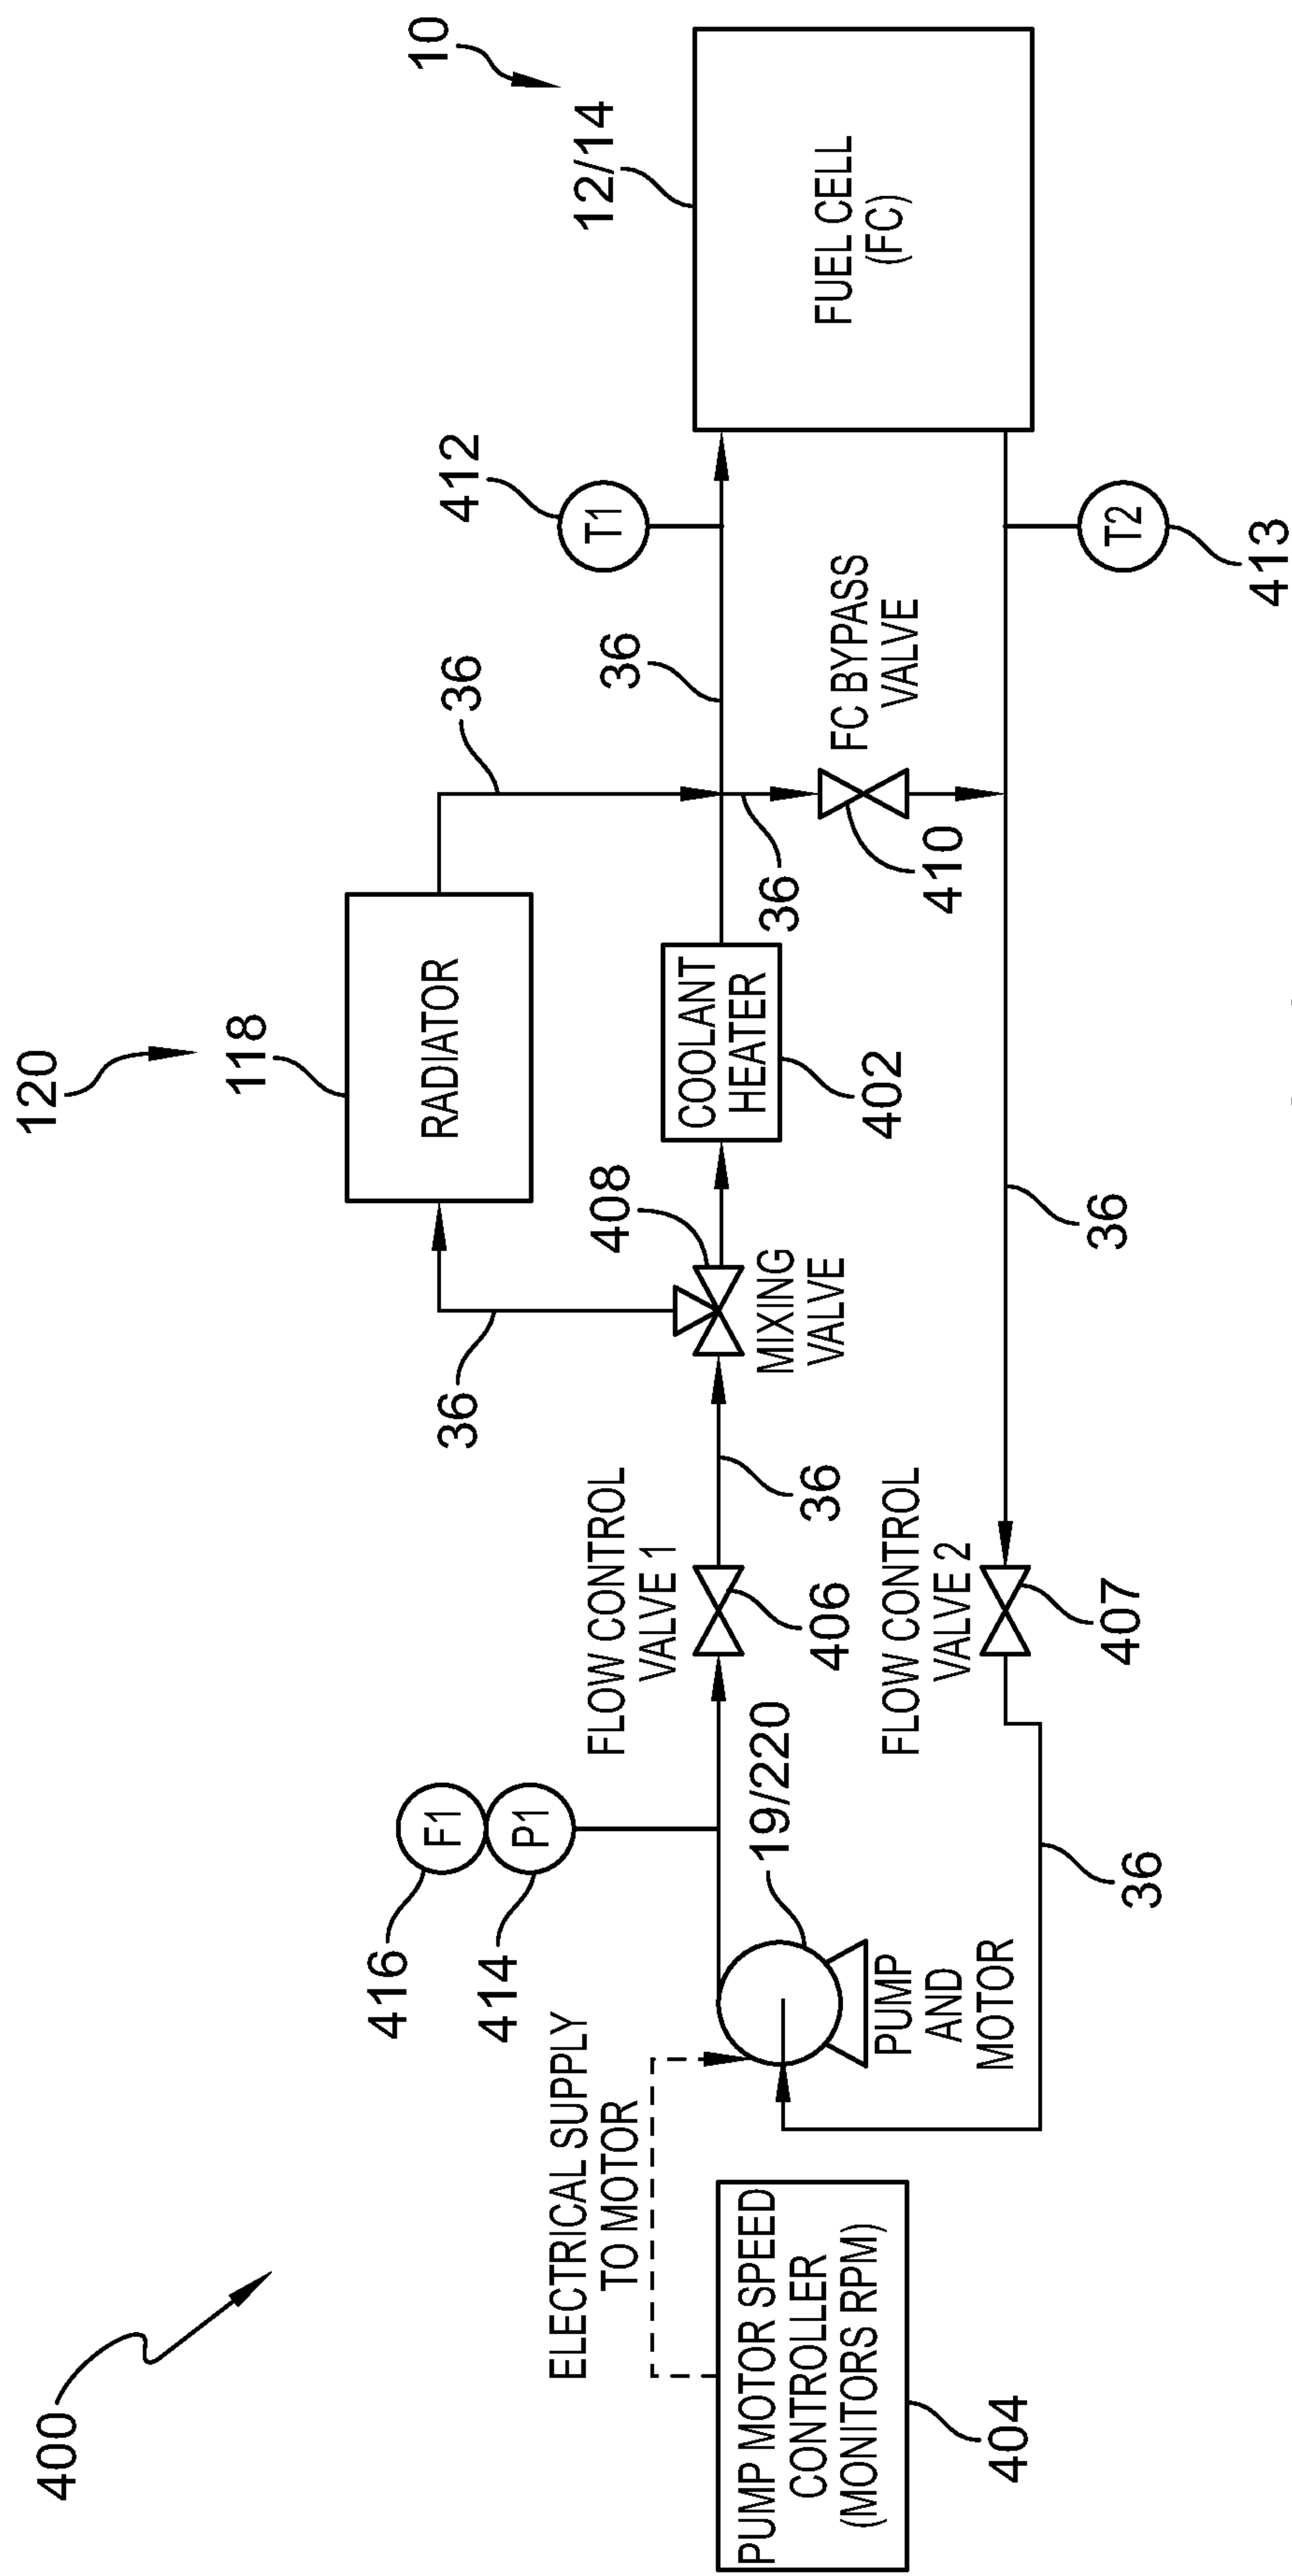 400
120
10
118
RADIATOR
36
36
416
F1
414
P1
412
T1
12/14
FUEL CELL
(FC)
ELECTRICAL SUPPLY
TO MOTOR
FLOW CONTROL
VALVE 1
408
COOLANT
HEATER
36
PUMP MOTOR SPEED
CONTROLLER
(MONITORS RPM)
404
19/220
PUMP
AND
MOTOR
406
36
MIXING
VALVE
402
36
FC BYPASS
VALVE
410
FLOW CONTROL
VALVE 2
407
36
36
T2
413